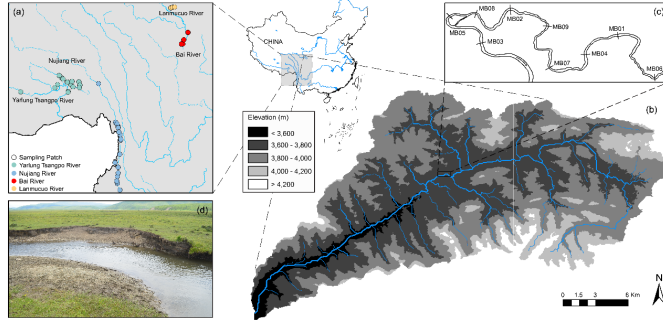 (a)
Lanmucuo River
Bai River
Nujiang River
Yarlung Tsangpo River
Sampling Patch
Yarlung Tsangpo River
Nujiang River
Bai River
Lanmucuo River
CHINA
(c)
MB08
MB02
MB09
MB01
MB05
MB03
MB04
MB07
MB06
(b)
Elevation (m)
< 3,600
3,600 - 3,800
3,800 - 4,000
4,000 - 4,200
> 4,200
(d)
0 1.5 3 6 Km
N